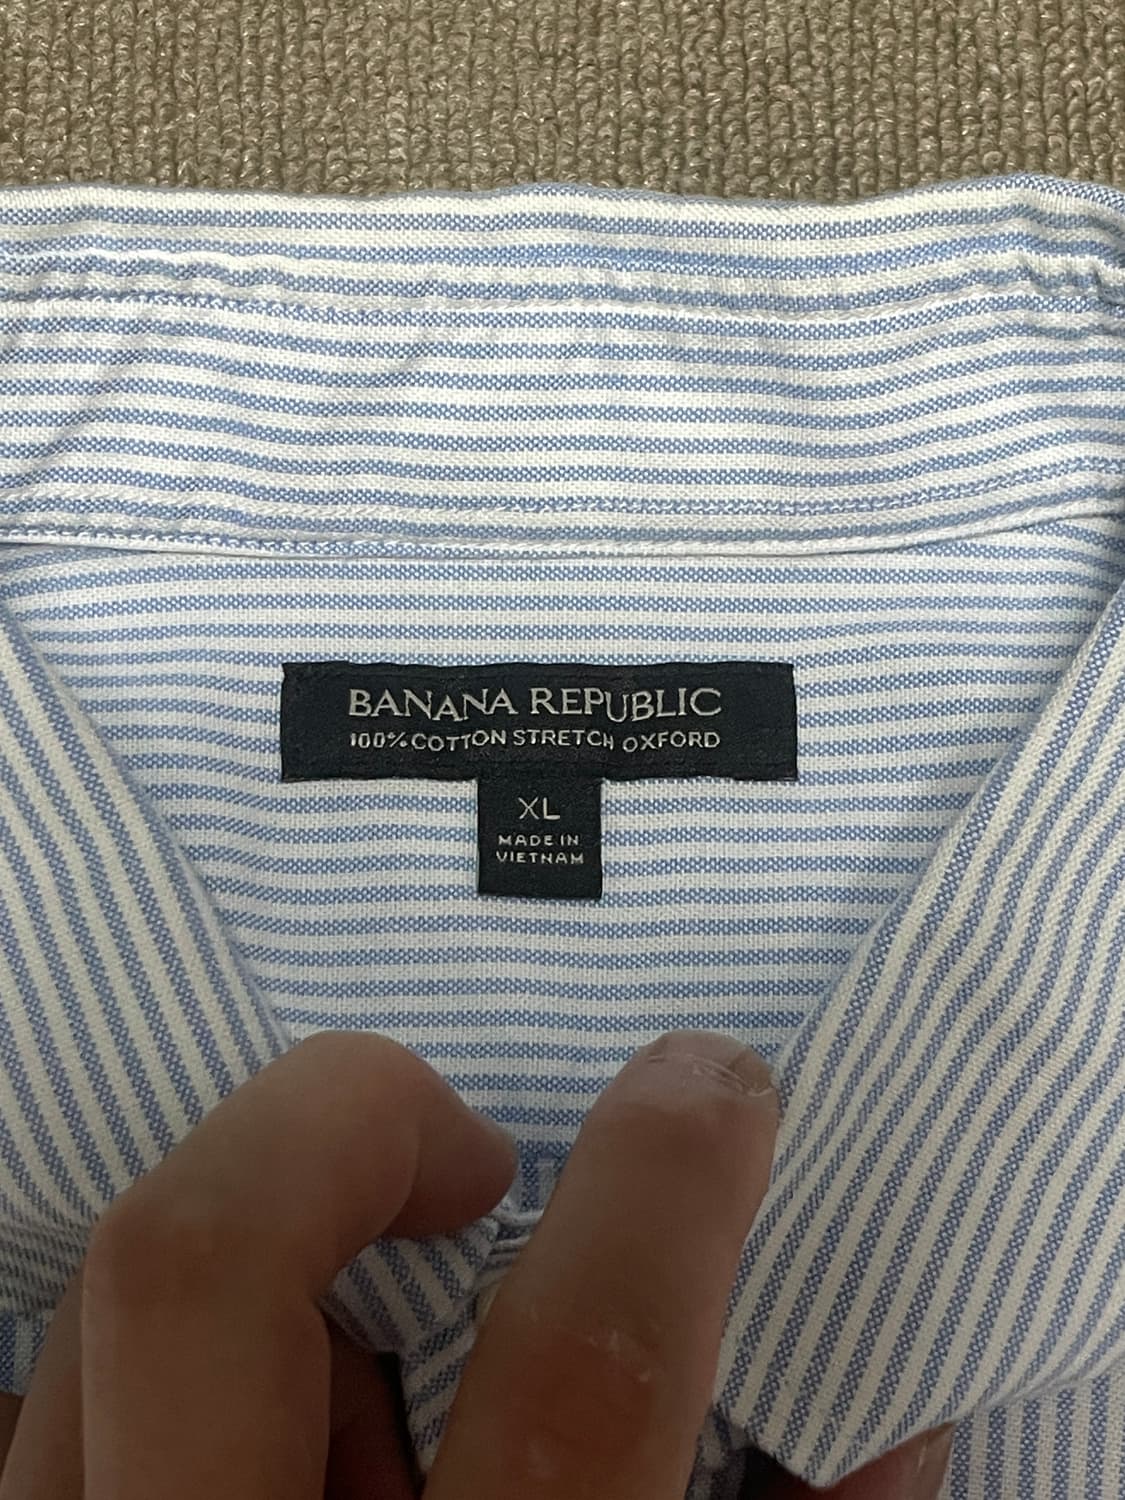 BANANA REPUBLIC
100% COTTON STRETCH OXFORD
XL
MADE IN
VIETNAM